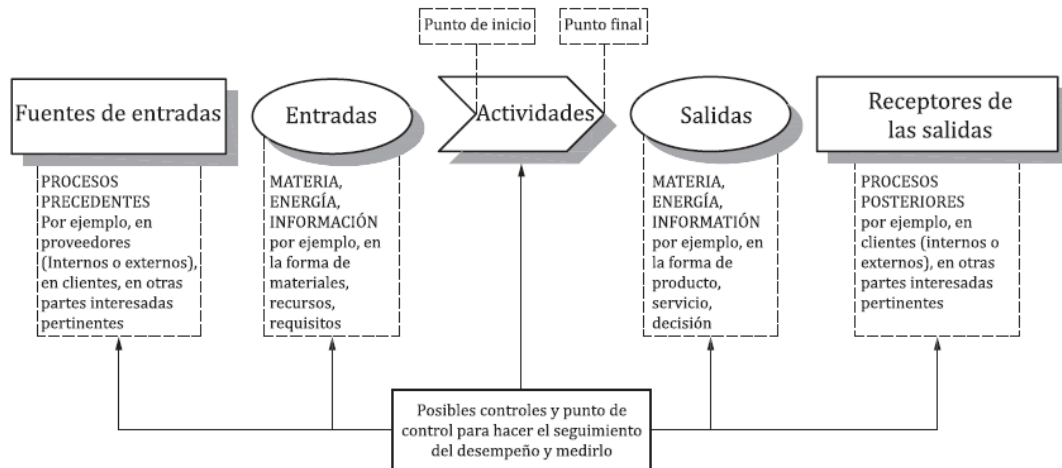 Punto de inicio
Punto final
Fuentes de entradas
Entradas
Actividades
Salidas
Receptores de
las salidas
PROCESOS
PRECEDENTES
Por ejemplo, en
proveedores
(Internos o externos),
en clientes, en otras
partes interesadas
pertinentes
MATERIA,
ENERGÍA,
INFORMACIÓN
por ejemplo, en
la forma de
materiales,
recursos,
requisitos
MATERIA,
ENERGÍA,
INFORMATIÓN
por ejemplo, en
la forma de
producto,
servicio,
decisión
PROCESOS
POSTERIORES
por ejemplo, en
clientes (internos o
externos), en otras
partes interesadas
pertinentes
Posibles controles y punto de
control para hacer el seguimiento
del desempeño y medirlo